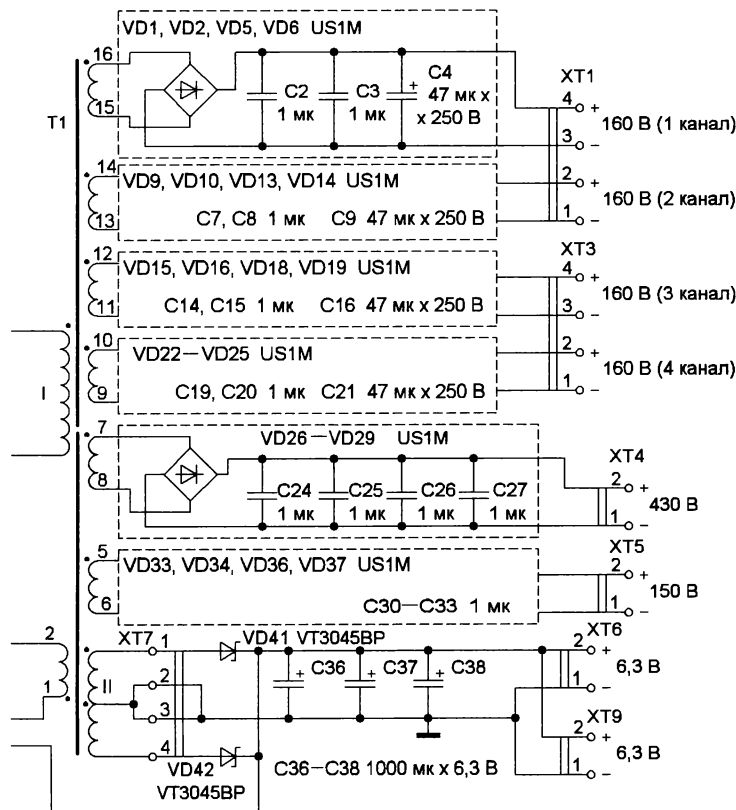 VD1, VD2, VD5, VD6 US1M
16
15
T1
C2
1 мк
C3
1 мк
+
C4
47 мк х
х 250 В
XT1
4
+
160 В (1 канал)
3
−
14
13
VD9, VD10, VD13, VD14 US1M
C7, C8 1 мк C9 47 мк х 250 В
2
+
160 В (2 канал)
1
−
12
11
VD15, VD16, VD18, VD19 US1M
C14, C15 1 мк C16 47 мк х 250 В
XT3
4
+
160 В (3 канал)
3
−
10
9
VD22—VD25 US1M
C19, C20 1 мк C21 47 мк х 250 В
2
+
160 В (4 канал)
1
−
I
7
8
VD26—VD29 US1M
C24
1 мк
C25
1 мк
C26
1 мк
C27
1 мк
XT4
2
+
430 В
1
−
5
6
VD33, VD34, VD36, VD37 US1M
C30—C33 1 мк
XT5
2
+
150 В
1
−
2
1
II
XT7
1
2
3
4
VD41 VT3045BP
+
C36
+
C37
+
C38
XT6
2
+
6,3 В
1
−
XT9
2
+
6,3 В
1
−
VD42
VT3045BP
C36—C38 1000 мк х 6,3 В